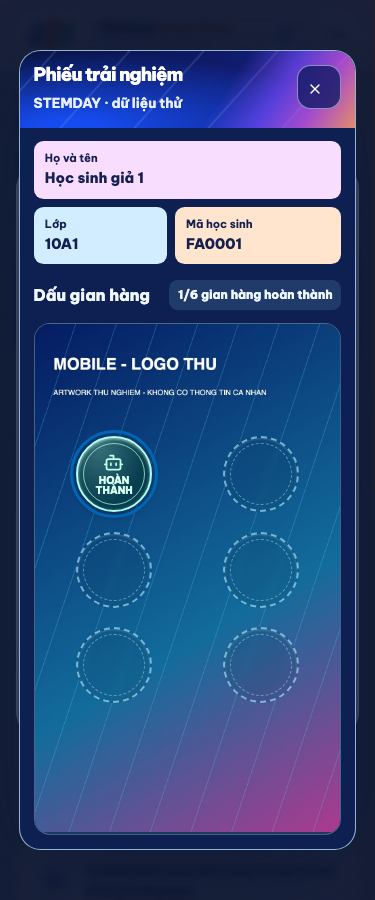 Phiếu trải nghiệm
STEMDAY · dữ liệu thử
×
Họ và tên
Học sinh giả 1
Lớp
10A1
Mã học sinh
FA0001
Dấu gian hàng
1/6 gian hàng hoàn thành
MOBILE - LOGO THU
ARTWORK THU NGHIEM - KHONG CO THONG TIN CA NHAN
HOÀN
THÀNH